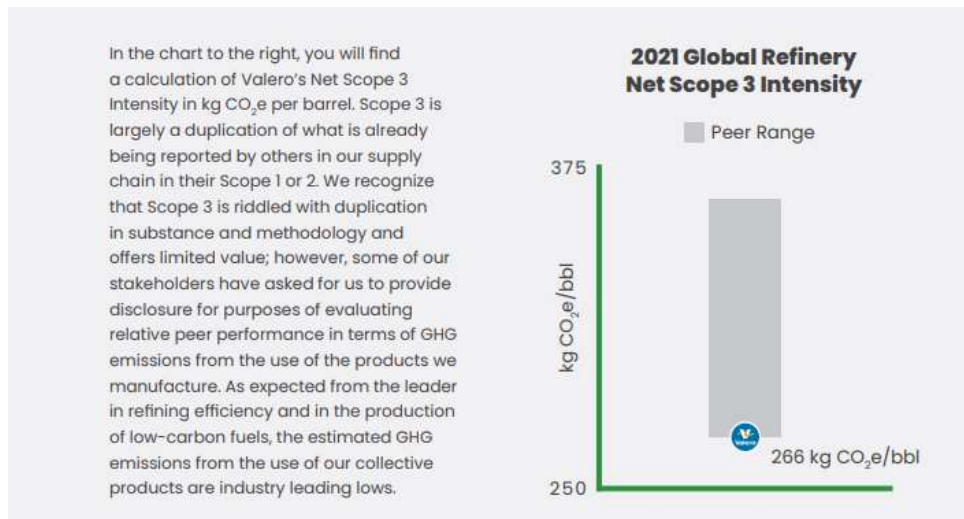 In the chart to the right, you will find
a calculation of Valero's Net Scope 3
Intensity in kg CO₂e per barrel. Scope 3 is
largely a duplication of what is already
being reported by others in our supply
chain in their Scope 1 or 2. We recognize
that Scope 3 is riddled with duplication
in substance and methodology and
offers limited value; however, some of our
stakeholders have asked for us to provide
disclosure for purposes of evaluating
relative peer performance in terms of GHG
emissions from the use of the products we
manufacture. As expected from the leader
in refining efficiency and in the production
of low-carbon fuels, the estimated GHG
emissions from the use of our collective
products are industry leading lows.
2021 Global Refinery
Net Scope 3 Intensity
Peer Range
375
kg CO₂e/bbl
Valero
266 kg CO₂e/bbl
250